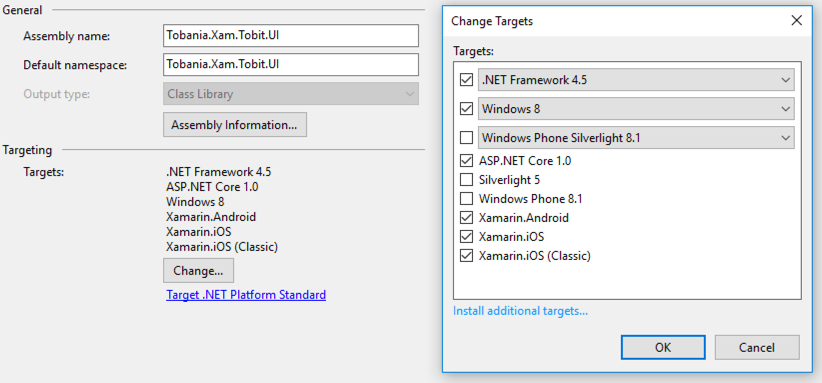 General
Assembly name:
Tobania.Xam.Tobit.UI
Default namespace:
Tobania.Xam.Tobit.UI
Output type:
Class Library
Assembly Information...
Targeting
Targets:
.NET Framework 4.5
ASP.NET Core 1.0
Windows 8
Xamarin.Android
Xamarin.iOS
Xamarin.iOS (Classic)
Change...
Target .NET Platform Standard
Change Targets
Targets:
.NET Framework 4.5
Windows 8
Windows Phone Silverlight 8.1
ASP.NET Core 1.0
Silverlight 5
Windows Phone 8.1
Xamarin.Android
Xamarin.iOS
Xamarin.iOS (Classic)
Install additional targets...
OK
Cancel